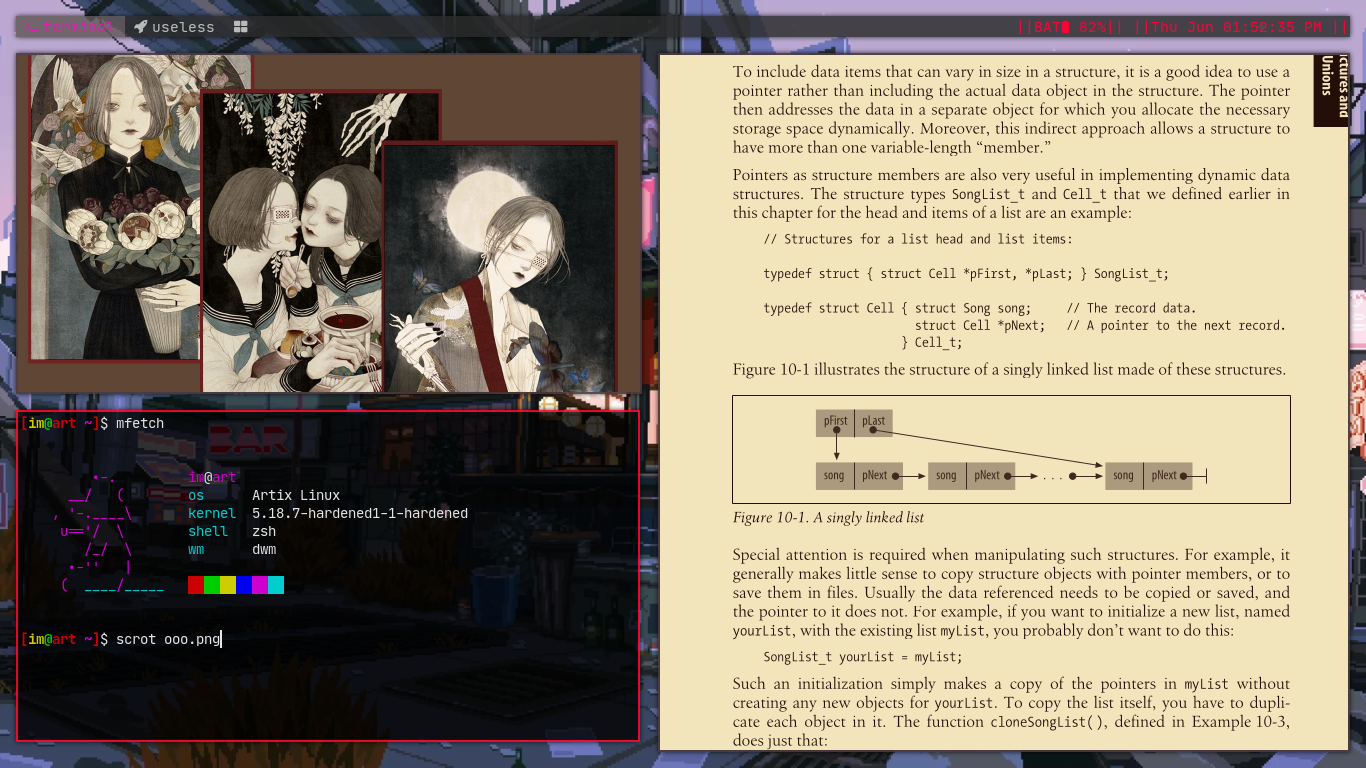 >_terminal useless ||BAT 82%|| ||Thu Jun 01:52:35 PM ||
[im@art ~]$ mfetch
im@art
os Artix Linux
kernel 5.18.7-hardened1-1-hardened
shell zsh
wm dwm
[im@art ~]$ scrot ooo.png
BAR
ctures and
Unions
To include data items that can vary in size in a structure, it is a good idea to use a
pointer rather than including the actual data object in the structure. The pointer
then addresses the data in a separate object for which you allocate the necessary
storage space dynamically. Moreover, this indirect approach allows a structure to
have more than one variable-length “member.”
Pointers as structure members are also very useful in implementing dynamic data
structures. The structure types SongList_t and Cell_t that we defined earlier in
this chapter for the head and items of a list are an example:
// Structures for a list head and list items:
typedef struct { struct Cell *pFirst, *pLast; } SongList_t;
typedef struct Cell { struct Song song; // The record data.
struct Cell *pNext; // A pointer to the next record.
} Cell_t;
Figure 10-1 illustrates the structure of a singly linked list made of these structures.
pFirst pLast
song pNext song pNext . . . song pNext
Figure 10-1. A singly linked list
Special attention is required when manipulating such structures. For example, it
generally makes little sense to copy structure objects with pointer members, or to
save them in files. Usually the data referenced needs to be copied or saved, and
the pointer to it does not. For example, if you want to initialize a new list, named
yourList, with the existing list myList, you probably don’t want to do this:
SongList_t yourList = myList;
Such an initialization simply makes a copy of the pointers in myList without
creating any new objects for yourList. To copy the list itself, you have to dupli-
cate each object in it. The function cloneSongList(), defined in Example 10-3,
does just that: